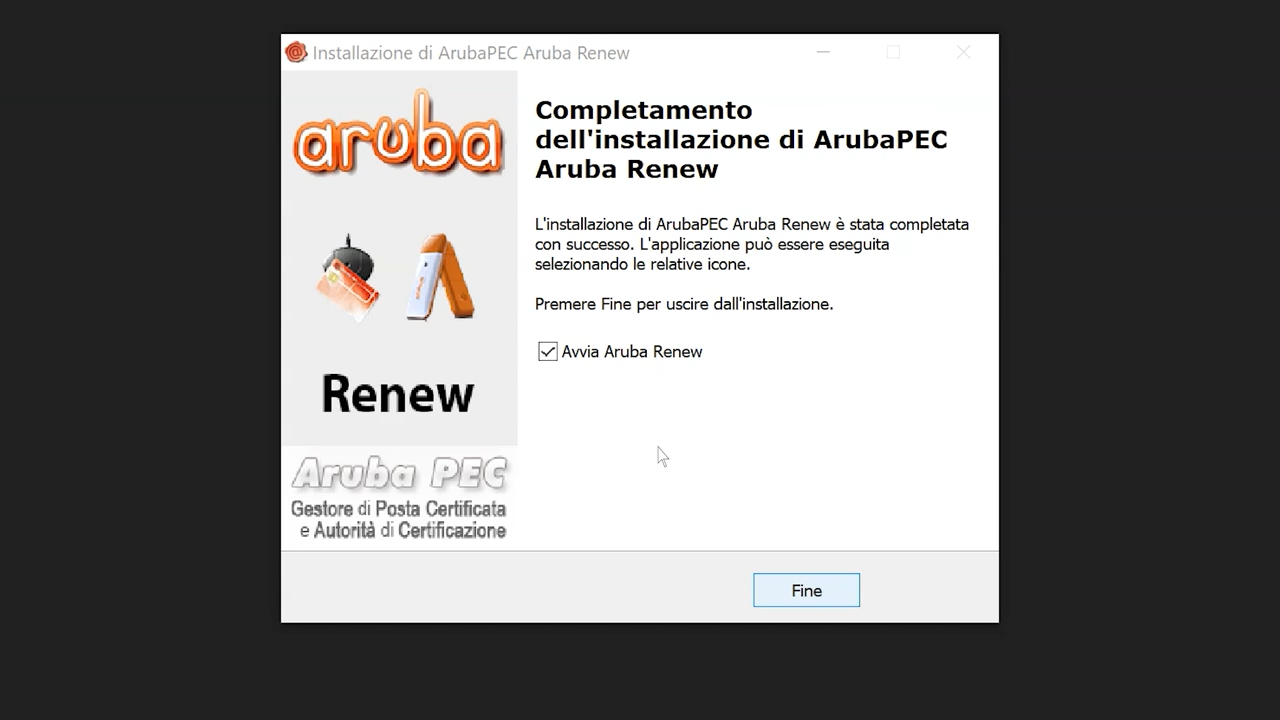 Installazione di ArubaPEC Aruba Renew
aruba
Completamento
dell'installazione di ArubaPEC
Aruba Renew
L'installazione di ArubaPEC Aruba Renew è stata completata
con successo. L'applicazione può essere eseguita
selezionando le relative icone.
Premere Fine per uscire dall'installazione.
Avvia Aruba Renew
Renew
Aruba PEC
Gestore di Posta Certificata
e Autorità di Certificazione
Fine